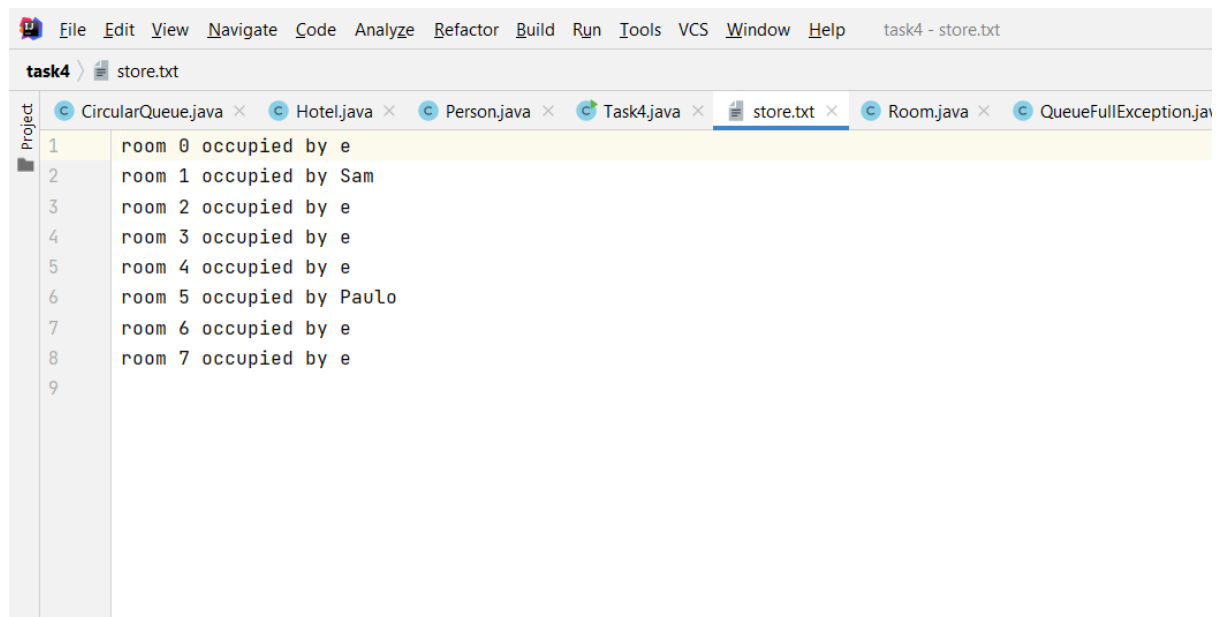 File Edit View Navigate Code Analyze Refactor Build Run Tools VCS Window Help task4 - store.txt
task4 store.txt
Project
CircularQueue.java Hotel.java Person.java Task4.java store.txt Room.java QueueFullException.jav
1 room 0 occupied by e
2 room 1 occupied by Sam
3 room 2 occupied by e
4 room 3 occupied by e
5 room 4 occupied by e
6 room 5 occupied by Paulo
7 room 6 occupied by e
8 room 7 occupied by e
9